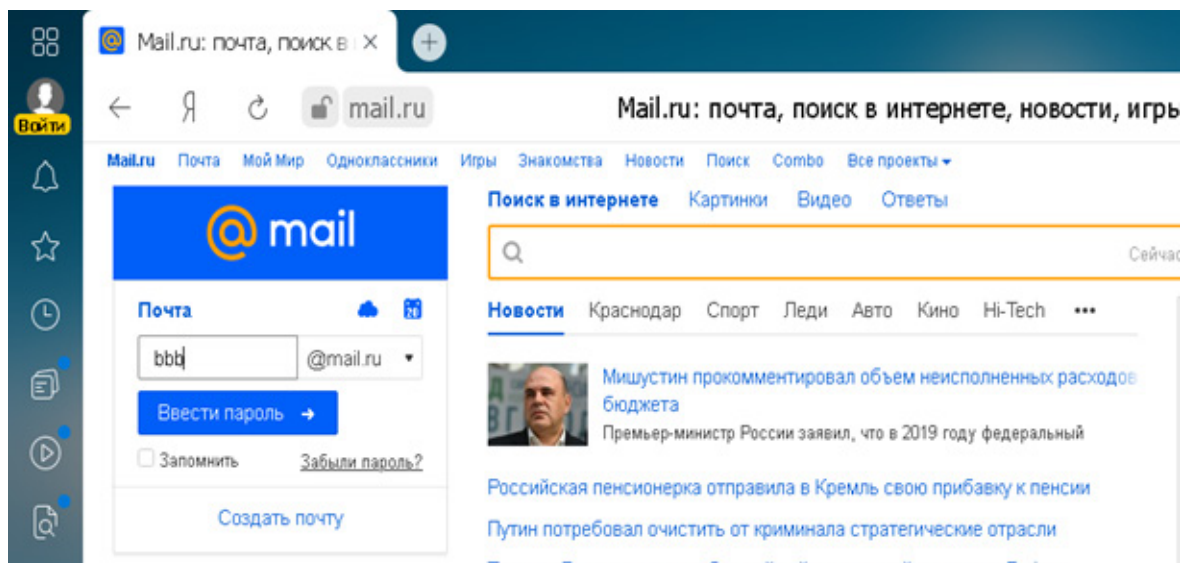 Mail.ru: почта, поиск в
Войти
mail.ru
Mail.ru: почта, поиск в интернете, новости, игры
Mail.ru Почта Мой Мир Одноклассники Игры Знакомства Новости Поиск Combo Все проекты
@ mail
Поиск в интернете Картинки Видео Ответы
Сейчас
Почта
20
bbb @mail.ru
Ввести пароль
Запомнить Забыли пароль?
Создать почту
Новости Краснодар Спорт Леди Авто Кино Hi-Tech
Мишустин прокомментировал объем неисполненных расходов
бюджета
Премьер-министр России заявил, что в 2019 году федеральный
Российская пенсионерка отправила в Кремль свою прибавку к пенсии
Путин потребовал очистить от криминала стратегические отрасли